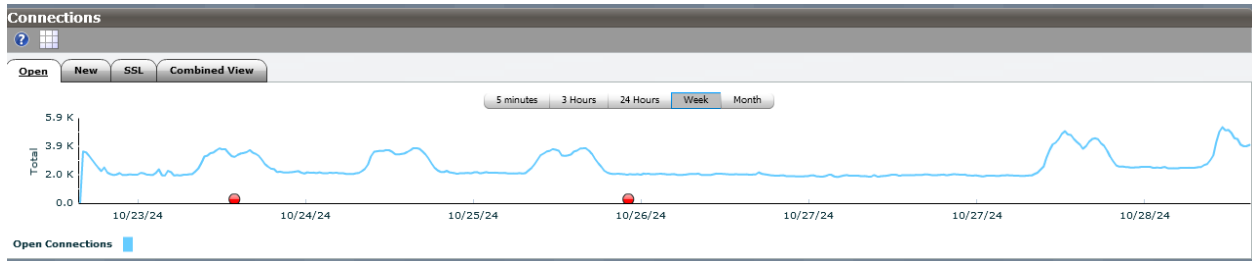 Connections
?
Open New SSL Combined View
5 minutes 3 Hours 24 Hours Week Month
5.9 K
3.9 K
2.0 K
0.0
Total
10/23/24 10/24/24 10/25/24 10/26/24 10/27/24 10/27/24 10/28/24
Open Connections